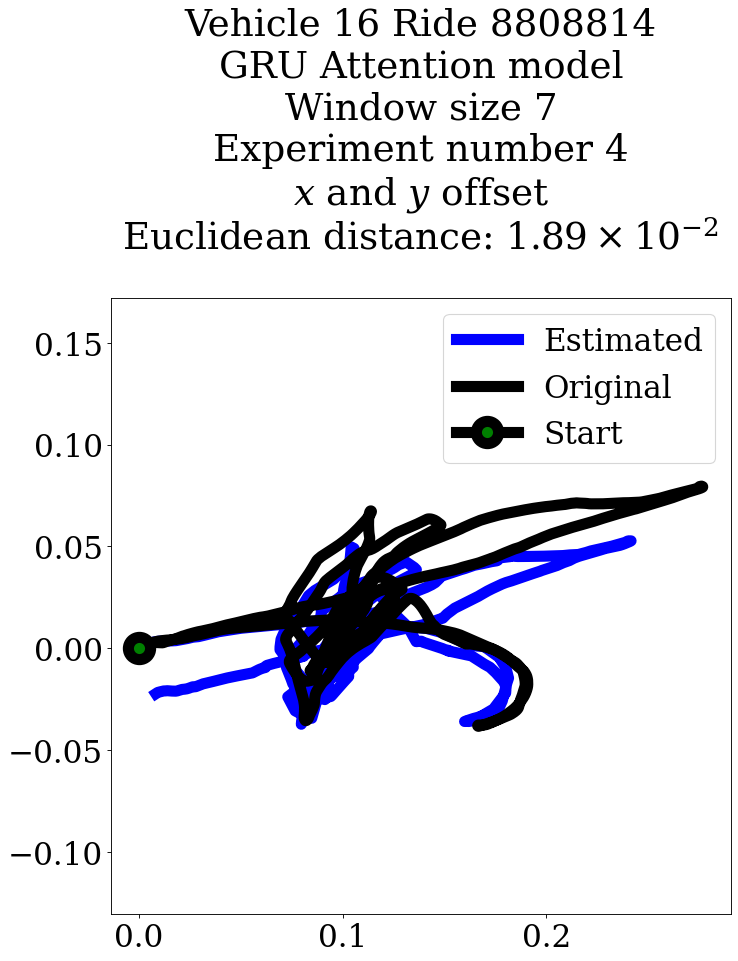 Vehicle 16 Ride 8808814
GRU Attention model
Window size 7
Experiment number 4
x and y offset
Euclidean distance: 1.89 × 10⁻²
Estimated
Original
Start
0.15
0.10
0.05
0.00
−0.05
−0.10
0.0 0.1 0.2